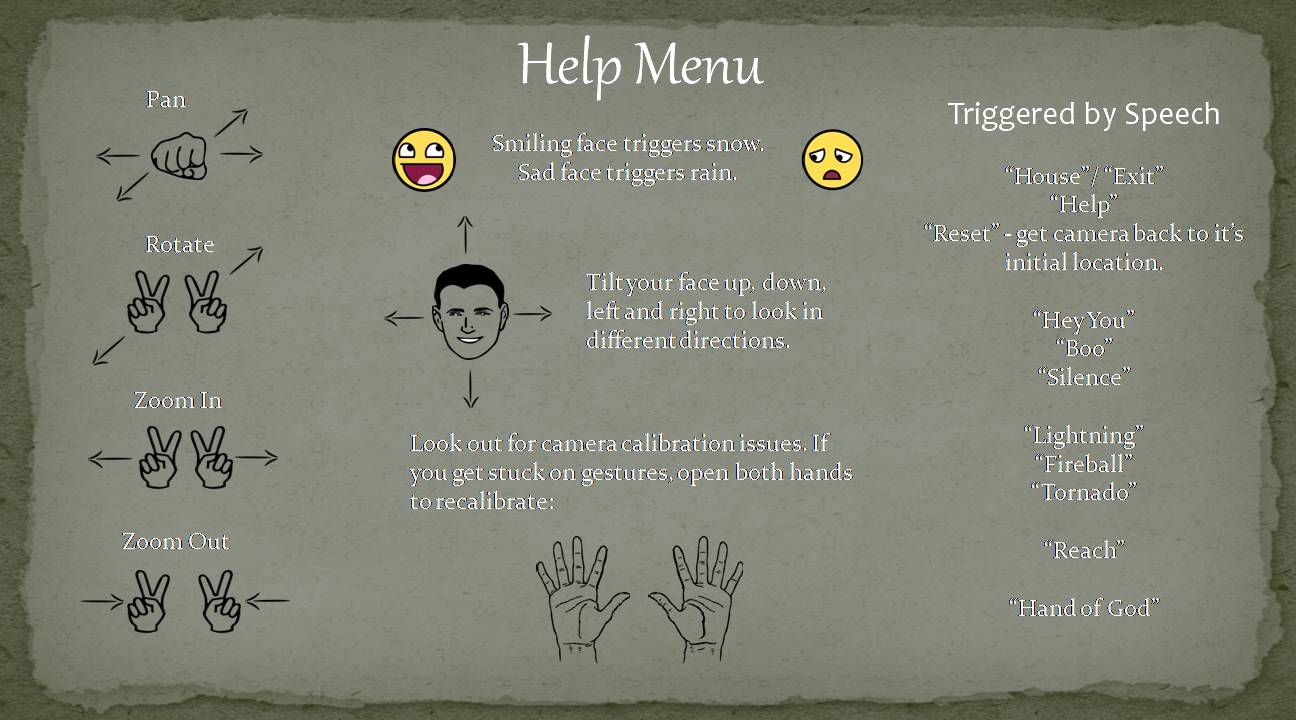 Help Menu
Pan
Rotate
Zoom In
Zoom Out
Smiling face triggers snow.
Sad face triggers rain.
Tilt your face up, down,
left and right to look in
different directions.
Look out for camera calibration issues. If
you get stuck on gestures, open both hands
to recalibrate:
Triggered by Speech
“House”/ “Exit”
“Help”
“Reset” - get camera back to it’s
initial location.
“Hey You”
“Boo”
“Silence”
“Lightning”
“Fireball”
“Tornado”
“Reach”
“Hand of God”